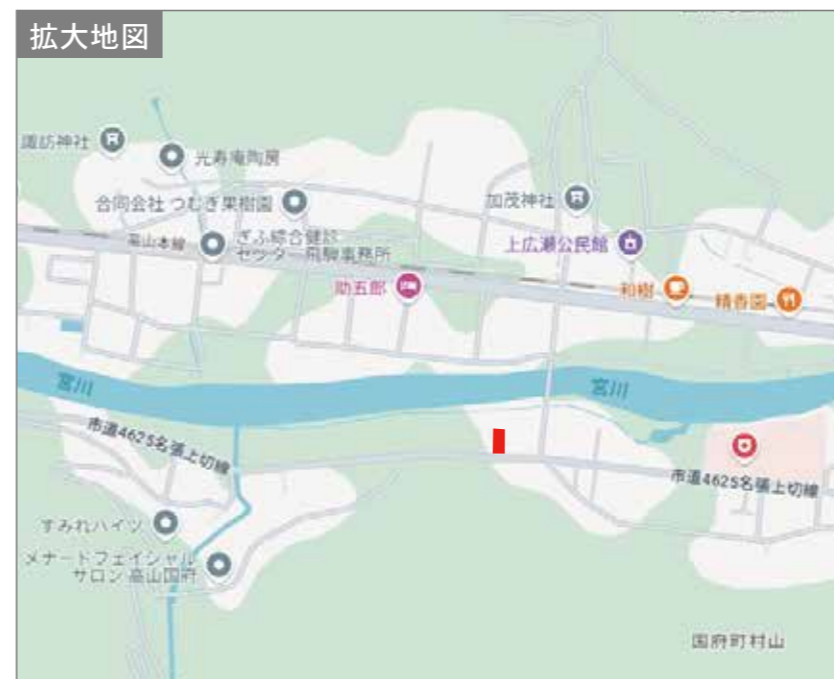 拡大地図
諏訪神社
光寿庵陶房
合同会社 つむぎ果樹園
加茂神社
高山本線
ぎふ綜合健診
センター 飛騨事務所
上広瀬公民館
助五郎
和樹
精香園
宮川
宮川
市道4625名張上切線
市道4625名張上切線
すみれハイツ
メナードフェイシャル
サロン 高山国府
国府町村山